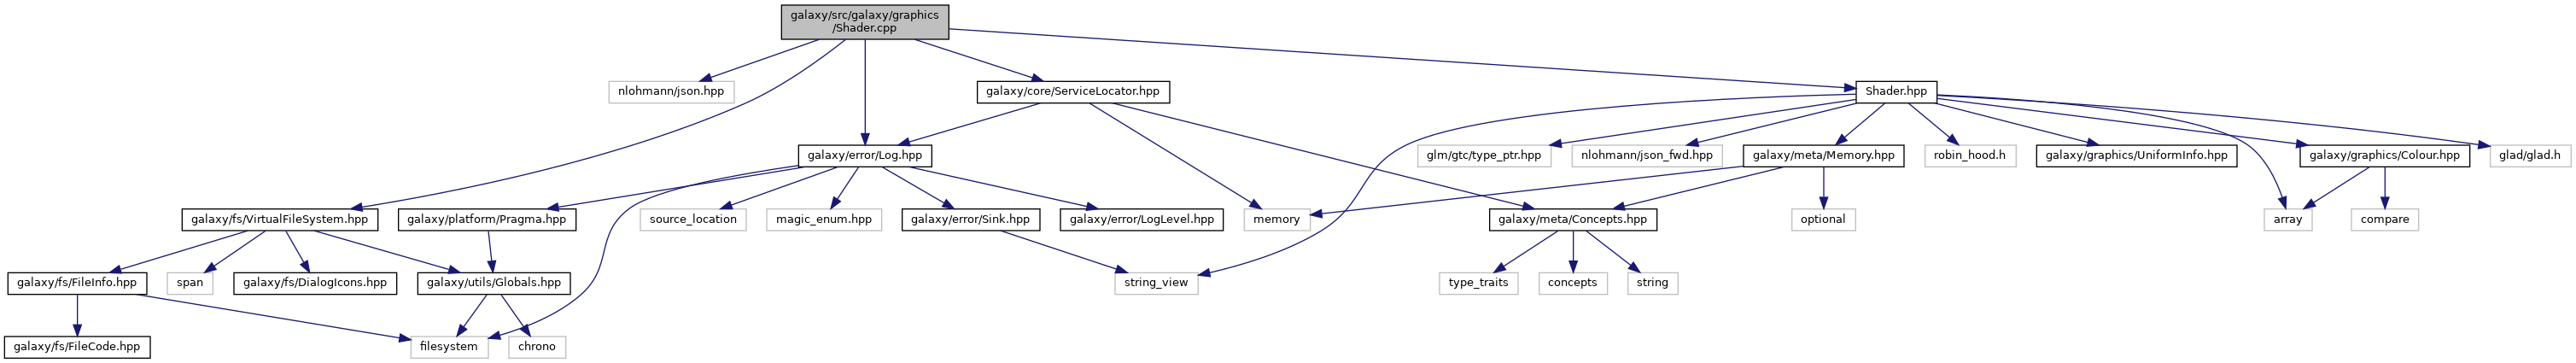 galaxy/src/galaxy/graphics
/Shader.cpp
nlohmann/json.hpp
galaxy/core/ServiceLocator.hpp
Shader.hpp
galaxy/error/Log.hpp
glm/gtc/type_ptr.hpp
nlohmann/json_fwd.hpp
galaxy/meta/Memory.hpp
robin_hood.h
galaxy/graphics/UniformInfo.hpp
galaxy/graphics/Colour.hpp
glad/glad.h
galaxy/fs/VirtualFileSystem.hpp
galaxy/platform/Pragma.hpp
source_location
magic_enum.hpp
galaxy/error/Sink.hpp
galaxy/error/LogLevel.hpp
memory
galaxy/meta/Concepts.hpp
optional
array
compare
galaxy/fs/FileInfo.hpp
span
galaxy/fs/DialogIcons.hpp
galaxy/utils/Globals.hpp
string_view
type_traits
concepts
string
galaxy/fs/FileCode.hpp
filesystem
chrono